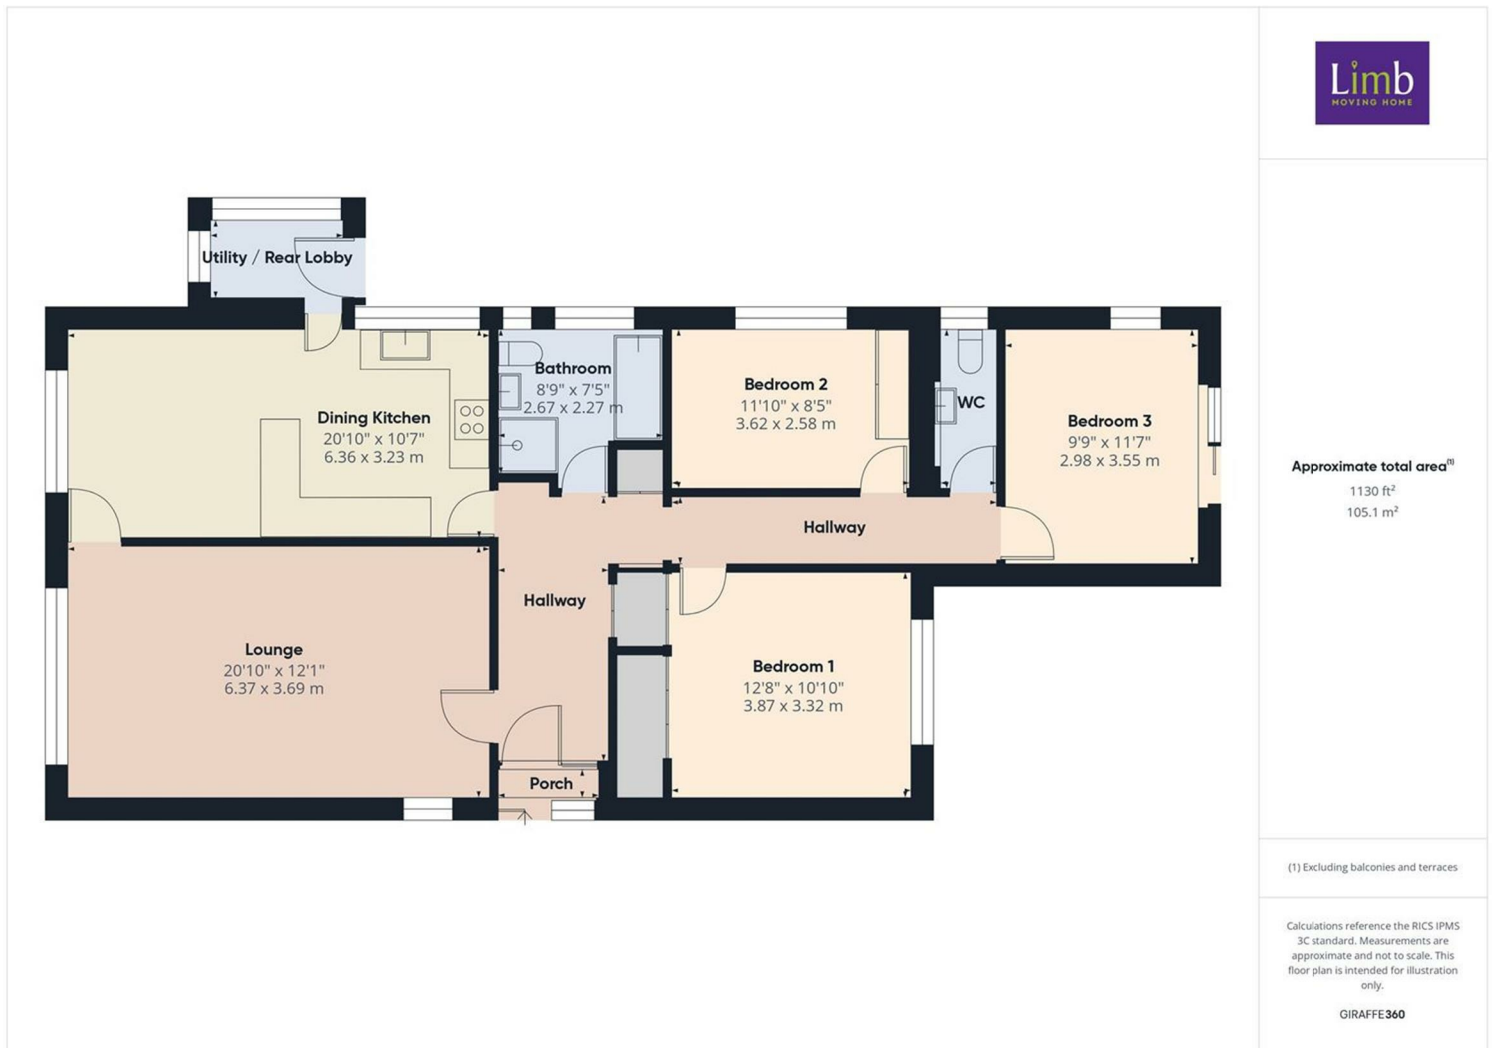 Limb
MOVING HOME
Utility / Rear Lobby
Bathroom
8'9" x 7'5"
2.67 x 2.27 m
Bedroom 2
11'10" x 8'5"
3.62 x 2.58 m
WC
Bedroom 3
9'9" x 11'7"
2.98 x 3.55 m
Dining Kitchen
20'10" x 10'7"
6.36 x 3.23 m
Hallway
Hallway
Lounge
20'10" x 12'1"
6.37 x 3.69 m
Bedroom 1
12'8" x 10'10"
3.87 x 3.32 m
Porch
Approximate total area⁽¹⁾
1130 ft²
105.1 m²
(1) Excluding balconies and terraces
Calculations reference the RICS IPMS
3C standard. Measurements are
approximate and not to scale. This
floor plan is intended for illustration
only.
GIRAFFE360